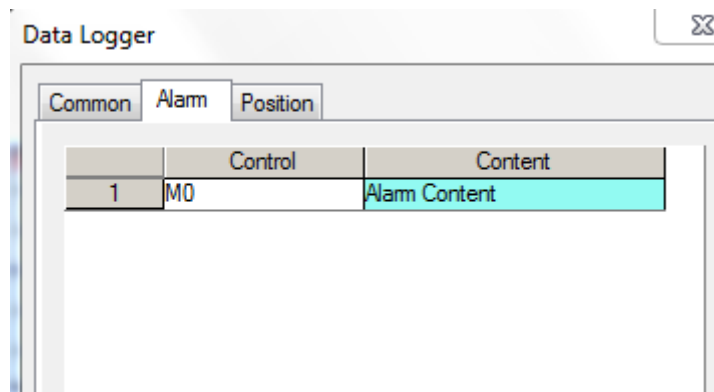 Data Logger
Common Alarm Position
Control Content
1 M0 Alarm Content